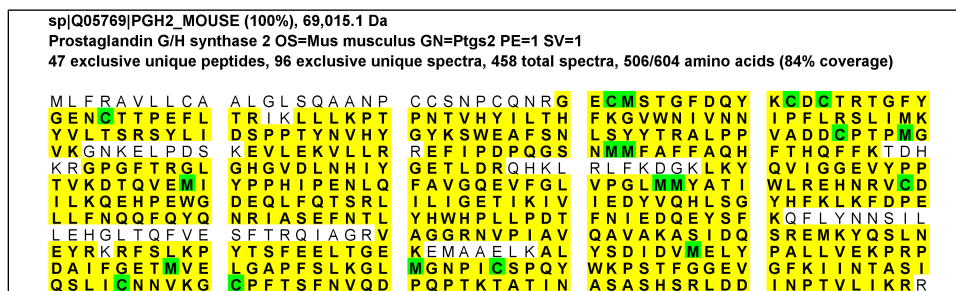 sp|Q05769|PGH2_MOUSE (100%), 69,015.1 Da
Prostaglandin G/H synthase 2 OS=Mus musculus GN=Ptgs2 PE=1 SV=1
47 exclusive unique peptides, 96 exclusive unique spectra, 458 total spectra, 506/604 amino acids (84% coverage)
MLFRAVLLCA ALGLSQAANP CCSNPCQNRG ECMSTGFDQY KCDCTRTGFY
GENCTTPEFL TRIKLLLKPT PNTVHYILTH FKGVWNIVNN IPFLRSLIMK
YVLTSRSYLI DSPPTYNVHY GYKSWEAFSN LSYYTRALPP VADDCPTPMG
VKGNKELPDS KEVLEKVLLR REFIPDPQGS NMMFAFFAQH FTHQFFKTDH
KRGPGFTRGL GHGVDLNHIY GETLDRQHKL RLFKDGKLKY QVIGGEVYPP
TVKDTQVEMI YPPHIPENLQ FAVGQEVFGL VPGLMMYATI WLREHNRVCD
ILKQEHPEWG DEQLFQTSRL ILIGETIKIV IEDYVQHLSG YHFKLKFDPE
LLFNQQFQYQ NRIASEFNTL YHWHPLLPDT FNIEDQEYSF KQFLYNNSIL
LEHGLTQFVE SFTRQIAGRV AGGRNVPIAV QAVAKASIDQ SREMKYQSLN
EYRKRFSLKP YTSFEELTGE KEMAAELKAL YSDIDVMELY PALLVEKPRP
DAIFGETMVE LGAPFSLKGL MGNPICSPQY WKPSTFGGEV GFKIINTASI
QSLICNNVKG CPFTSFNVQD PQPTKTATIN ASASHSRLDD INPTVLIKRR